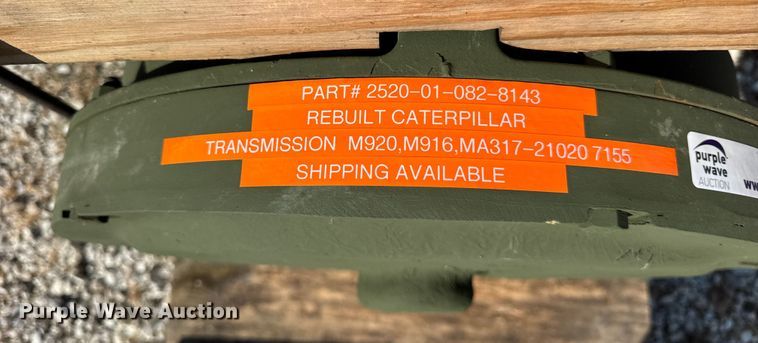 PART# 2520-01-082-8143
REBUILT CATERPILLAR
TRANSMISSION M920,M916,MA317-21020 7155
SHIPPING AVAILABLE
purple
wave
AUCTION
www
Purple Wave Auction